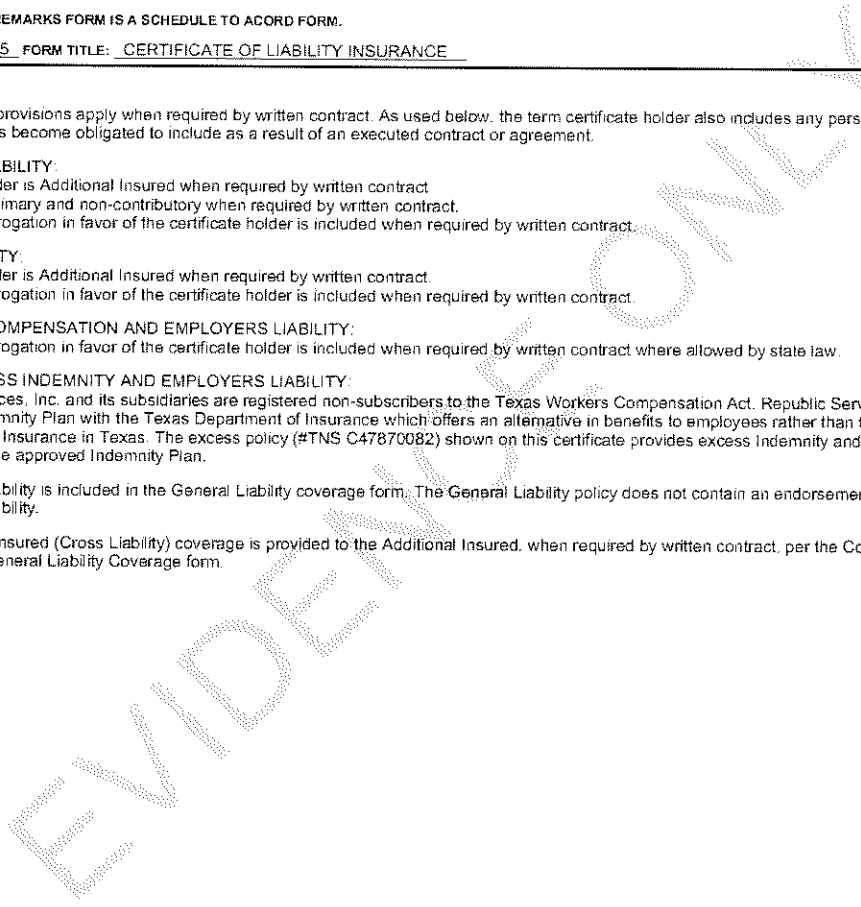 EMARKS FORM IS A SCHEDULE TO ACORD FORM.
5 FORM TITLE: CERTIFICATE OF LIABILITY INSURANCE
provisions apply when required by written contract. As used below, the term certificate holder also includes any pers
s become obligated to include as a result of an executed contract or agreement.
ABILITY:
der is Additional Insured when required by written contract
rimary and non-contributory when required by written contract.
rogation in favor of the certificate holder is included when required by written contract.
TY:
der is Additional Insured when required by written contract.
rogation in favor of the certificate holder is included when required by written contract.
OMPENSATION AND EMPLOYERS LIABILITY:
rogation in favor of the certificate holder is included when required by written contract where allowed by state law.
SS INDEMNITY AND EMPLOYERS LIABILITY:
ces, Inc. and its subsidiaries are registered non-subscribers to the Texas Workers Compensation Act. Republic Serv
mnity Plan with the Texas Department of Insurance which offers an alternative in benefits to employees rather than t
Insurance in Texas. The excess policy (#TNS C47870082) shown on this certificate provides excess Indemnity and
e approved Indemnity Plan.
bility is included in the General Liability coverage form. The General Liability policy does not contain an endorsemen
bility.
nsured (Cross Liability) coverage is provided to the Additional Insured, when required by written contract, per the Co
eneral Liability Coverage form.
EVIDENCE ONLY